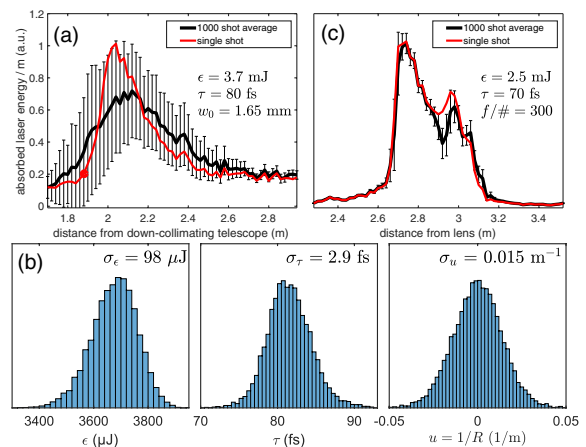 (a)
1000 shot average
single shot
ϵ = 3.7 mJ
τ = 80 fs
w₀ = 1.65 mm
absorbed laser energy / m (a.u.)
1.2
1
0.8
0.6
0.4
0.2
0
1.8 2 2.2 2.4 2.6 2.8
distance from down-collimating telescope (m)
(c)
1000 shot average
single shot
ϵ = 2.5 mJ
τ = 70 fs
f/# = 300
2.4 2.6 2.8 3 3.2 3.4
distance from lens (m)
(b)
σϵ = 98 μJ
3400 3600 3800
ϵ (μJ)
στ = 2.9 fs
70 80 90
τ (fs)
σu = 0.015 m⁻¹
-0.05 0 0.05
u = 1/R (1/m)